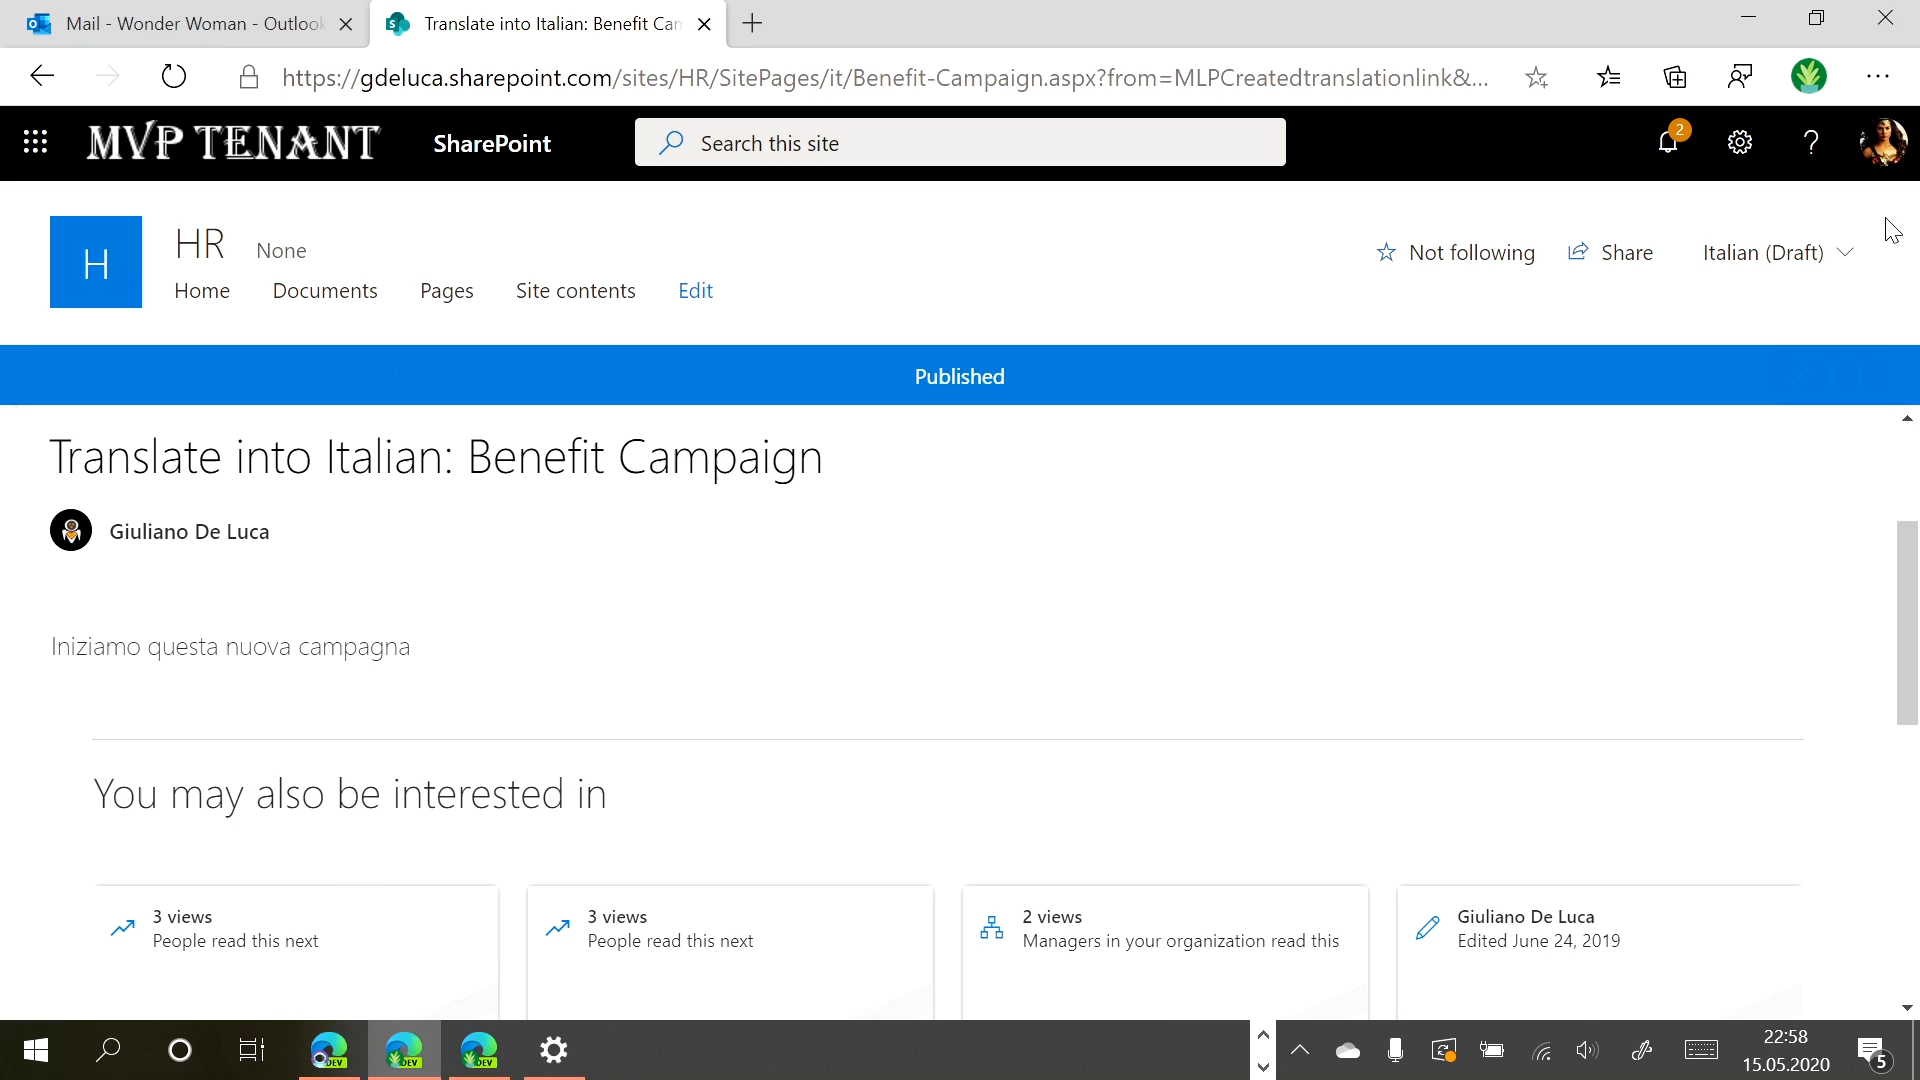 Mail - Wonder Woman - Outlook
Translate into Italian: Benefit Can
https://gdeluca.sharepoint.com/sites/HR/SitePages/it/Benefit-Campaign.aspx?from=MLPCreatedtranslationlink&...
MVP TENANT
SharePoint
Search this site
2
H
HR
None
Not following
Share
Italian (Draft)
Home
Documents
Pages
Site contents
Edit
Published
Translate into Italian: Benefit Campaign
Giuliano De Luca
Iniziamo questa nuova campagna
You may also be interested in
3 views
People read this next
3 views
People read this next
2 views
Managers in your organization read this
Giuliano De Luca
Edited June 24, 2019
DEV
DEV
DEV
22:58
15.05.2020
5